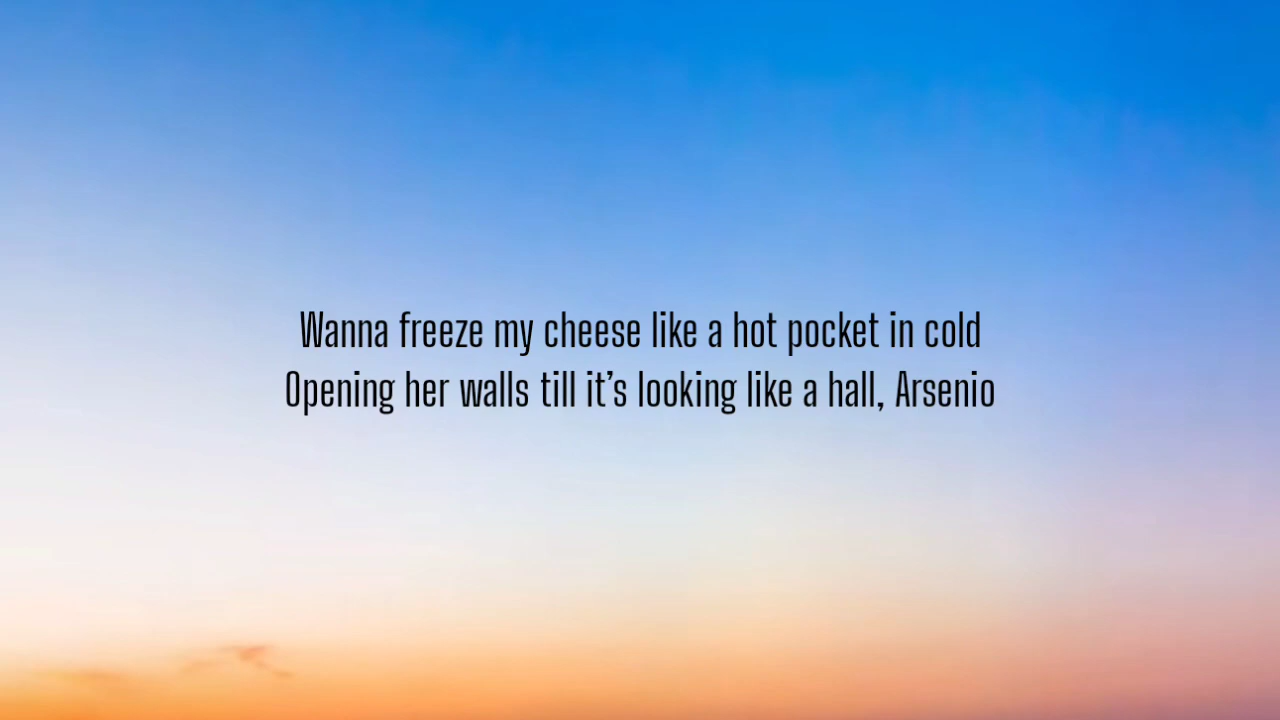 Wanna freeze my cheese like a hot pocket in cold
Opening her walls till it’s looking like a hall, Arsenio